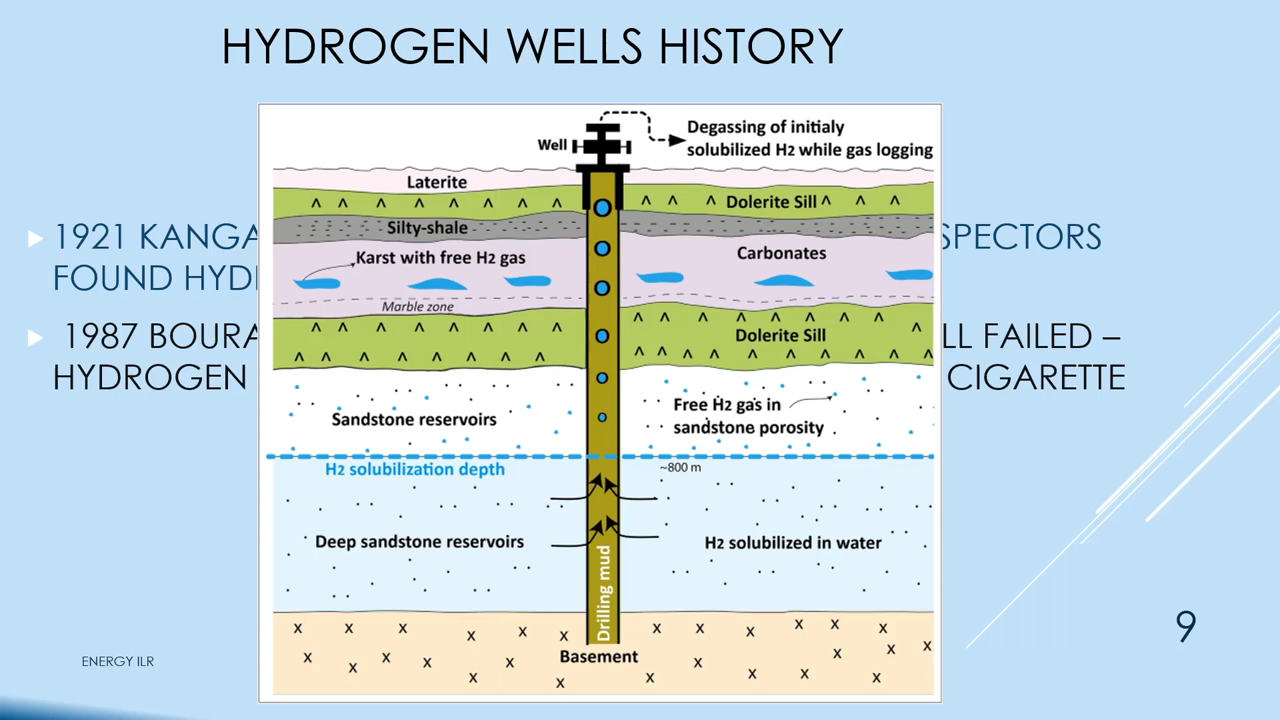 HYDROGEN WELLS HISTORY
Degassing of initialy
solubilized H2 while gas logging
Well
Laterite
Dolerite Sill
Silty-shale
1921 KANGA SPECTORS
FOUND HYD
Karst with free H2 gas
Carbonates
Marble zone
1987 BOURA LL FAILED –
Dolerite Sill
HYDROGEN CIGARETTE
Free H2 gas in
sandstone porosity
Sandstone reservoirs
H2 solubilization depth
~800 m
Deep sandstone reservoirs
H2 solubilized in water
Drilling mud
Basement
9
ENERGY ILR